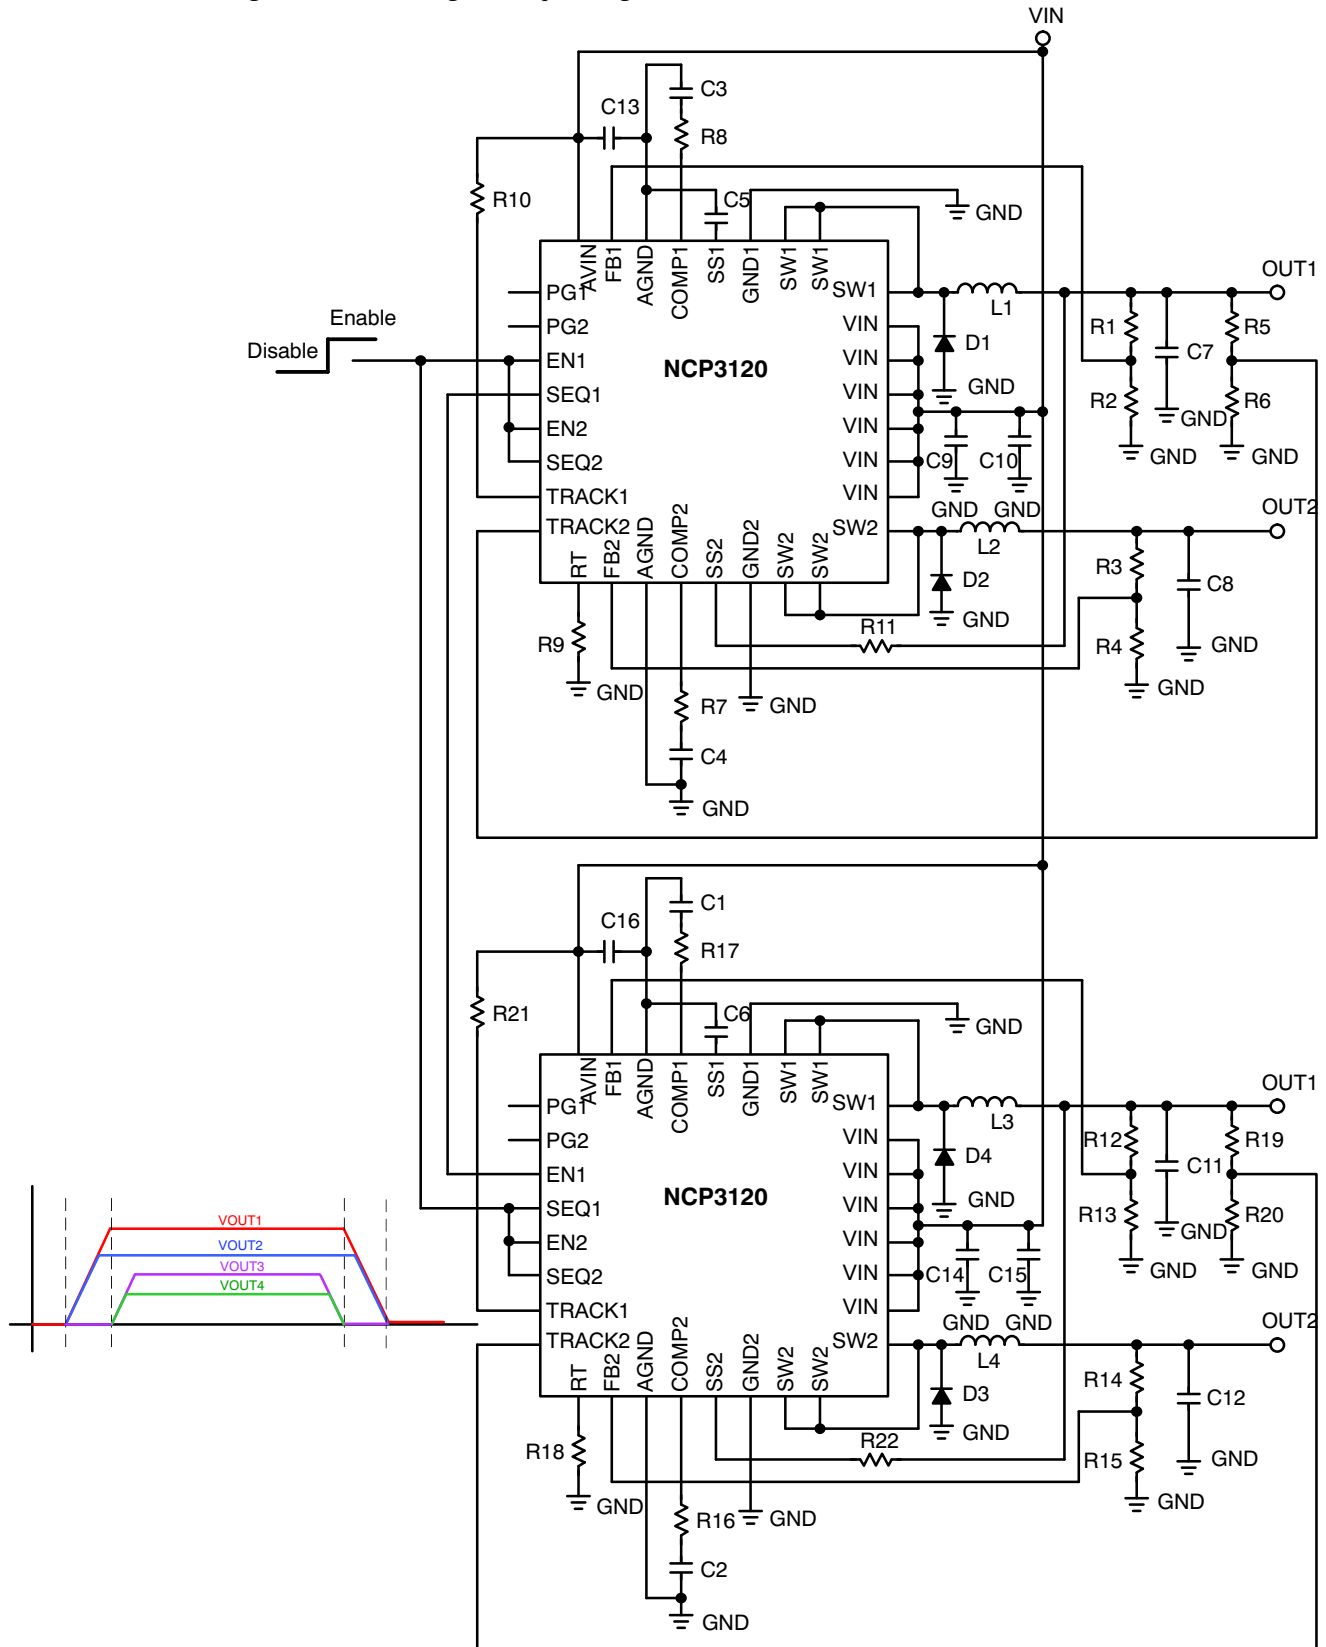 VIN
C3
C13
R8
R10
C5
GND
AVIN
FB1
AGND
COMP1
SS1
GND1
SW1
SW1
OUT1
PG1
SW1
L1
Enable
PG2
VIN
R1
R5
Disable
EN1
NCP3120
VIN
D1
C7
SEQ1
VIN
GND
R2
GND
R6
EN2
VIN
SEQ2
VIN
C9
C10
GND
GND
TRACK1
VIN
GND
GND
OUT2
TRACK2
SW2
L2
RT
FB2
AGND
COMP2
SS2
GND2
SW2
SW2
D2
R3
C8
GND
R11
R9
R4
GND
GND
R7
GND
GND
C4
GND
C1
C16
R17
R21
C6
GND
AVIN
FB1
AGND
COMP1
SS1
GND1
SW1
SW1
OUT1
PG1
SW1
L3
PG2
VIN
R12
R19
EN1
NCP3120
VIN
D4
C11
SEQ1
VIN
GND
R13
GND
R20
VOUT1
EN2
VIN
VOUT2
SEQ2
VIN
C14
C15
GND
GND
VOUT3
VOUT4
TRACK1
VIN
GND
GND
OUT2
TRACK2
SW2
L4
RT
FB2
AGND
COMP2
SS2
GND2
SW2
SW2
D3
R14
C12
GND
R22
R18
R15
GND
GND
R16
GND
GND
C2
GND